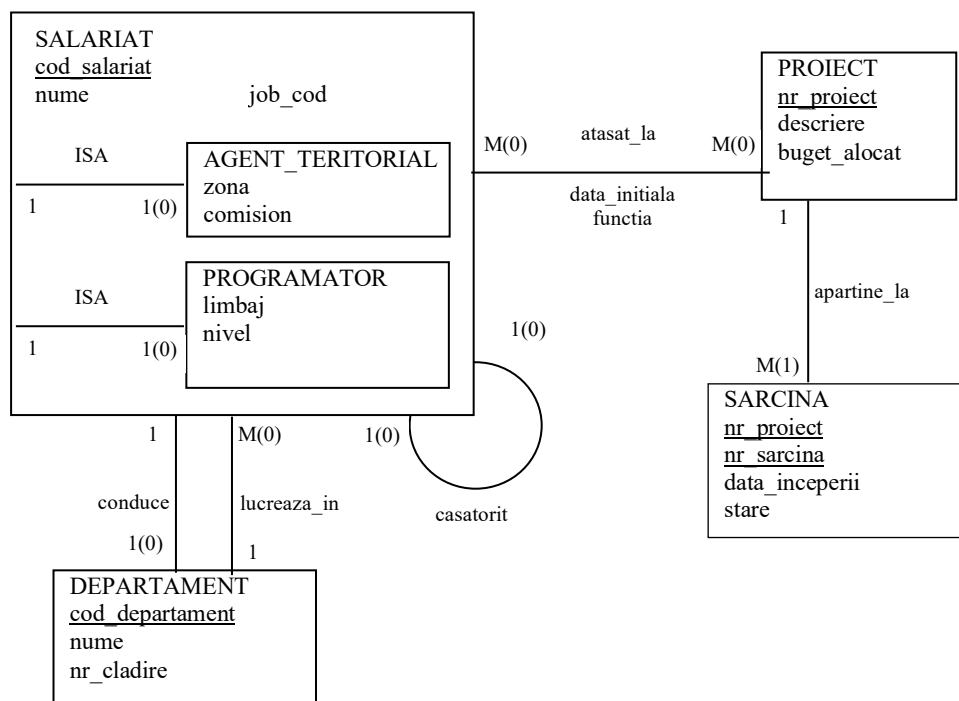 SALARIAT
cod_salariat
nume job_cod
ISA
1 1(0)
AGENT_TERITORIAL
zona
comision
ISA
1 1(0)
PROGRAMATOR
limbaj
nivel
M(0) atasat_la M(0)
data_initiala
functia
PROIECT
nr_proiect
descriere
buget_alocat
1
apartine_la
M(1)
SARCINA
nr_proiect
nr_sarcina
data_inceperii
stare
1(0)
1(0)
casatorit
1 M(0)
conduce lucreaza_in
1(0) 1
DEPARTAMENT
cod_departament
nume
nr_cladire